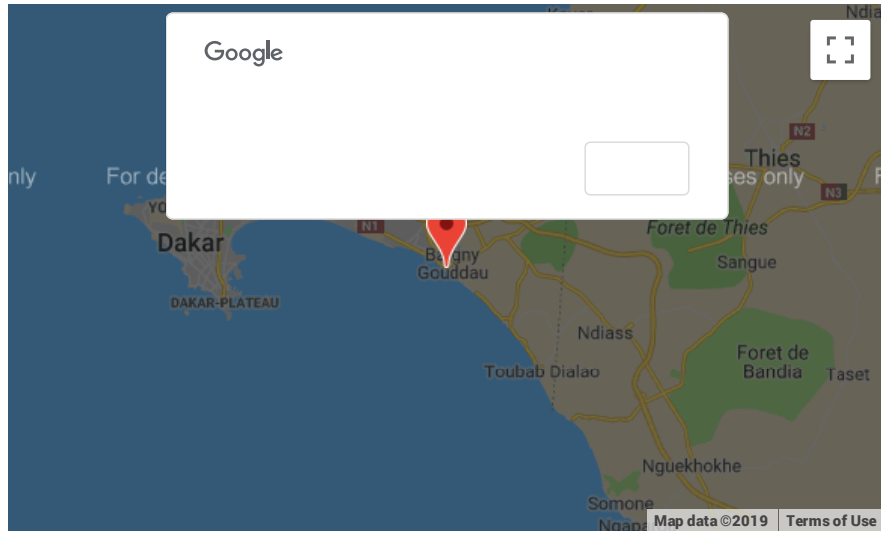 Google
N2
Thies
nly
For de
ses only
N3
YO
N1
Foret de Thies
Dakar
Bargny
Gouddau
Sangue
DAKAR-PLATEAU
Ndiass
Foret de
Bandia
Toubab Dialao
Taset
Nguekhokhe
Somone
Map data ©2019
Terms of Use